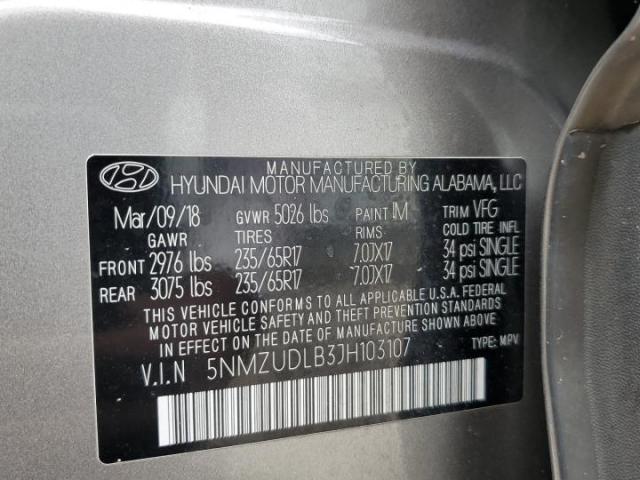 MANUFACTURED BY
HYUNDAI MOTOR MANUFACTURING ALABAMA, LLC
Mar/09/18 GVWR 5026 lbs PAINT IM TRIM VFG
GAWR TIRES RIMS COLD TIRE INFL
FRONT 2976 lbs 235/65R17 7.0JX17 34 psi SINGLE
REAR 3075 lbs 235/65R17 7.0JX17 34 psi SINGLE
THIS VEHICLE CONFORMS TO ALL APPLICABLE U.S.A. FEDERAL
MOTOR VEHICLE SAFETY AND THEFT PREVENTION STANDARDS
IN EFFECT ON THE DATE OF MANUFACTURE SHOWN ABOVE.
V.I.N 5NMZUDLB3JH103107 TYPE: MPV